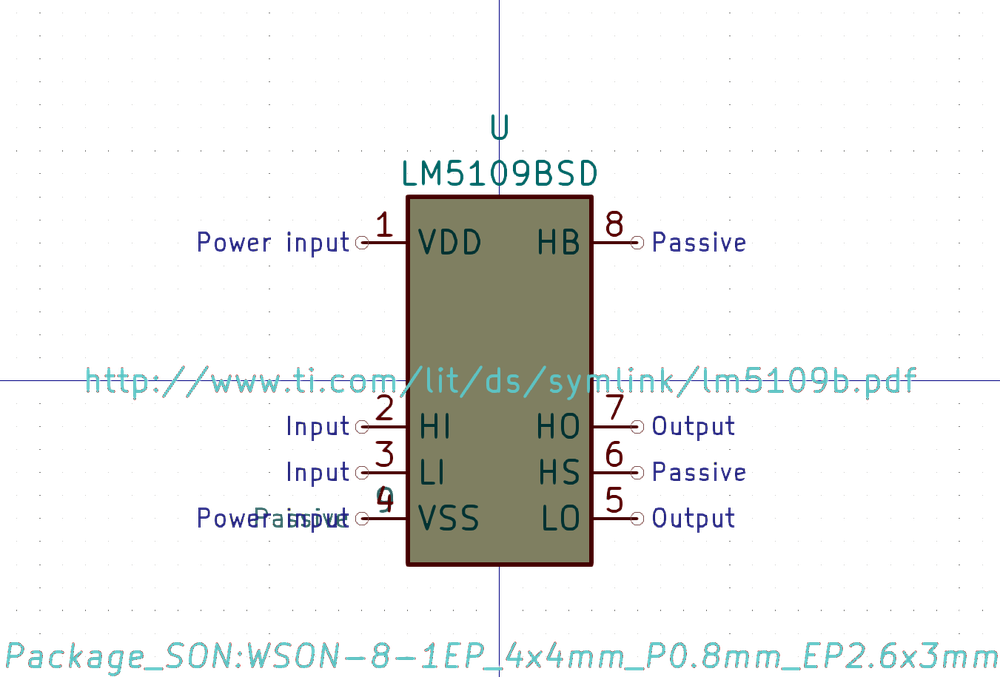 U
LM5109BSD
Power input 1 VDD HB 8 Passive
http://www.ti.com/lit/ds/symlink/lm5109b.pdf
Input 2 HI HO 7 Output
Input 3 LI HS 6 Passive
Power input Passive 4 9 VSS LO 5 Output
Package_SON:WSON-8-1EP_4x4mm_P0.8mm_EP2.6x3mm